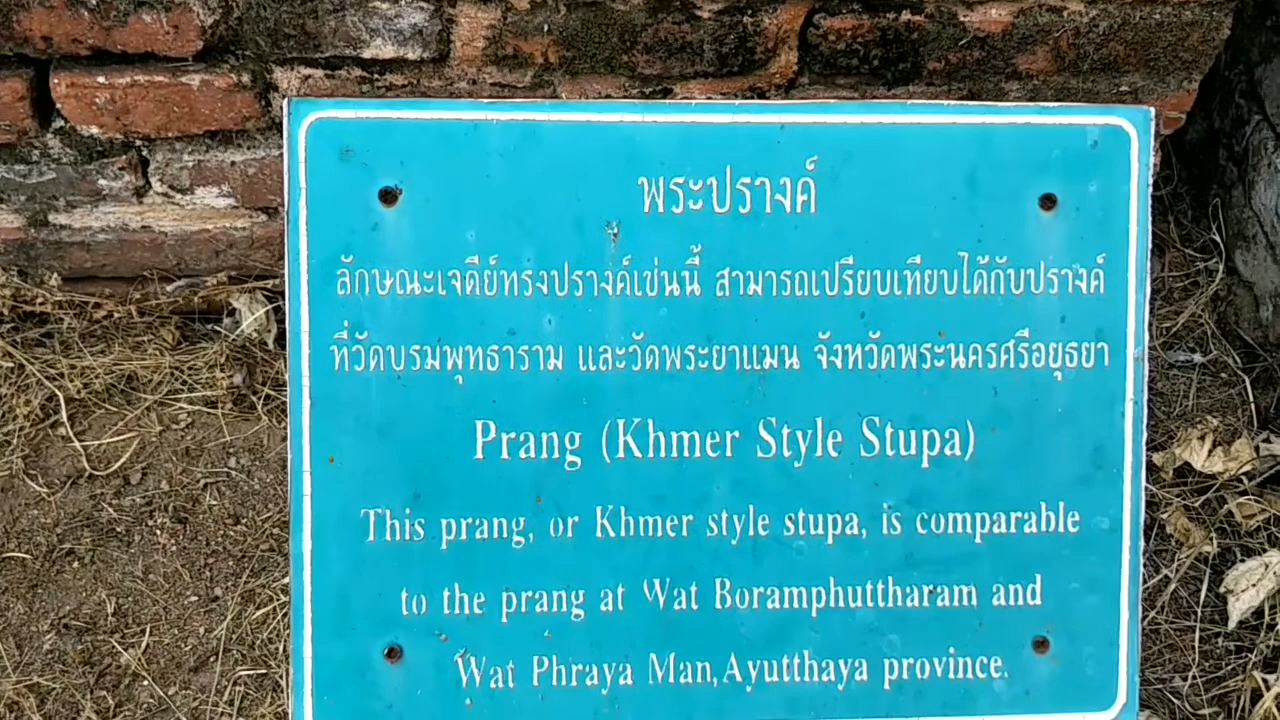 พระปรางค์
ลักษณะเจดีย์ทรงปรางค์เช่นนี้ สามารถเปรียบเทียบได้กับปรางค์
ที่วัดบรมพุทธาราม และวัดพระยาแมน จังหวัดพระนครศรีอยุธยา
Prang (Khmer Style Stupa)
This prang, or Khmer style stupa, is comparable
to the prang at Wat Boramphuttharam and
Wat Phraya Man, Ayutthaya province.